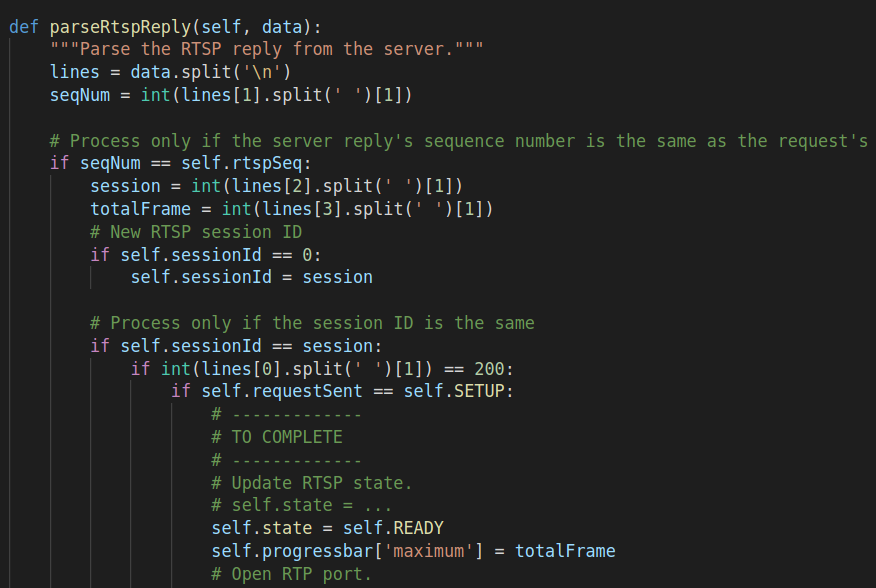 def parseRtspReply(self, data):
    """Parse the RTSP reply from the server."""
    lines = data.split('\n')
    seqNum = int(lines[1].split(' ')[1])

    # Process only if the server reply's sequence number is the same as the request's
    if seqNum == self.rtspSeq:
        session = int(lines[2].split(' ')[1])
        totalFrame = int(lines[3].split(' ')[1])
        # New RTSP session ID
        if self.sessionId == 0:
            self.sessionId = session

        # Process only if the session ID is the same
        if self.sessionId == session:
            if int(lines[0].split(' ')[1]) == 200:
                if self.requestSent == self.SETUP:
                    # -------------
                    # TO COMPLETE
                    # -------------
                    # Update RTSP state.
                    # self.state = ...
                    self.state = self.READY
                    self.progressbar['maximum'] = totalFrame
                    # Open RTP port.